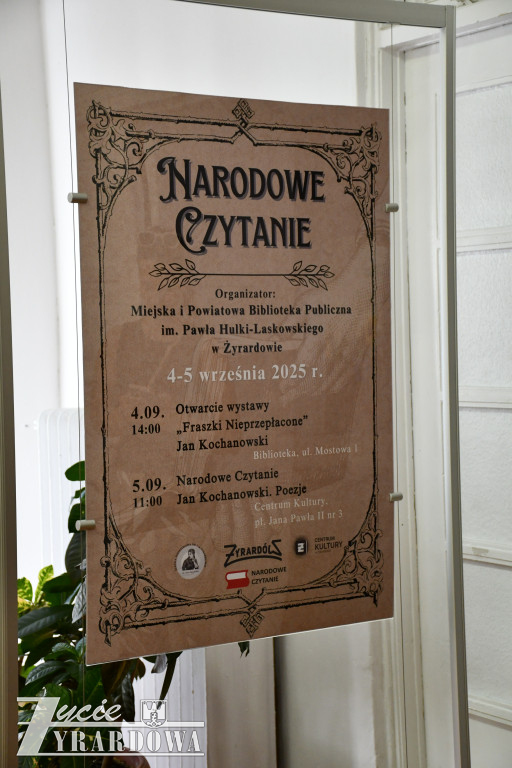 NARODOWE
CZYTANIE
Organizator:
Miejska i Powiatowa Biblioteka Publiczna
im. Pawła Hulki-Laskowskiego
w Żyrardowie
4-5 września 2025 r.
4.09. Otwarcie wystawy
14:00 „Fraszki Nieprzepłacone"
Jan Kochanowski
Biblioteka, ul. Mostowa 1
5.09. Narodowe Czytanie
11:00 Jan Kochanowski. Poezje
Centrum Kultury,
pl. Jana Pawła II nr 3
ŻYRARDÓW
CENTRUM
KULTURY
NARODOWE
CZYTANIE
Życie
ŻYRARDOWA